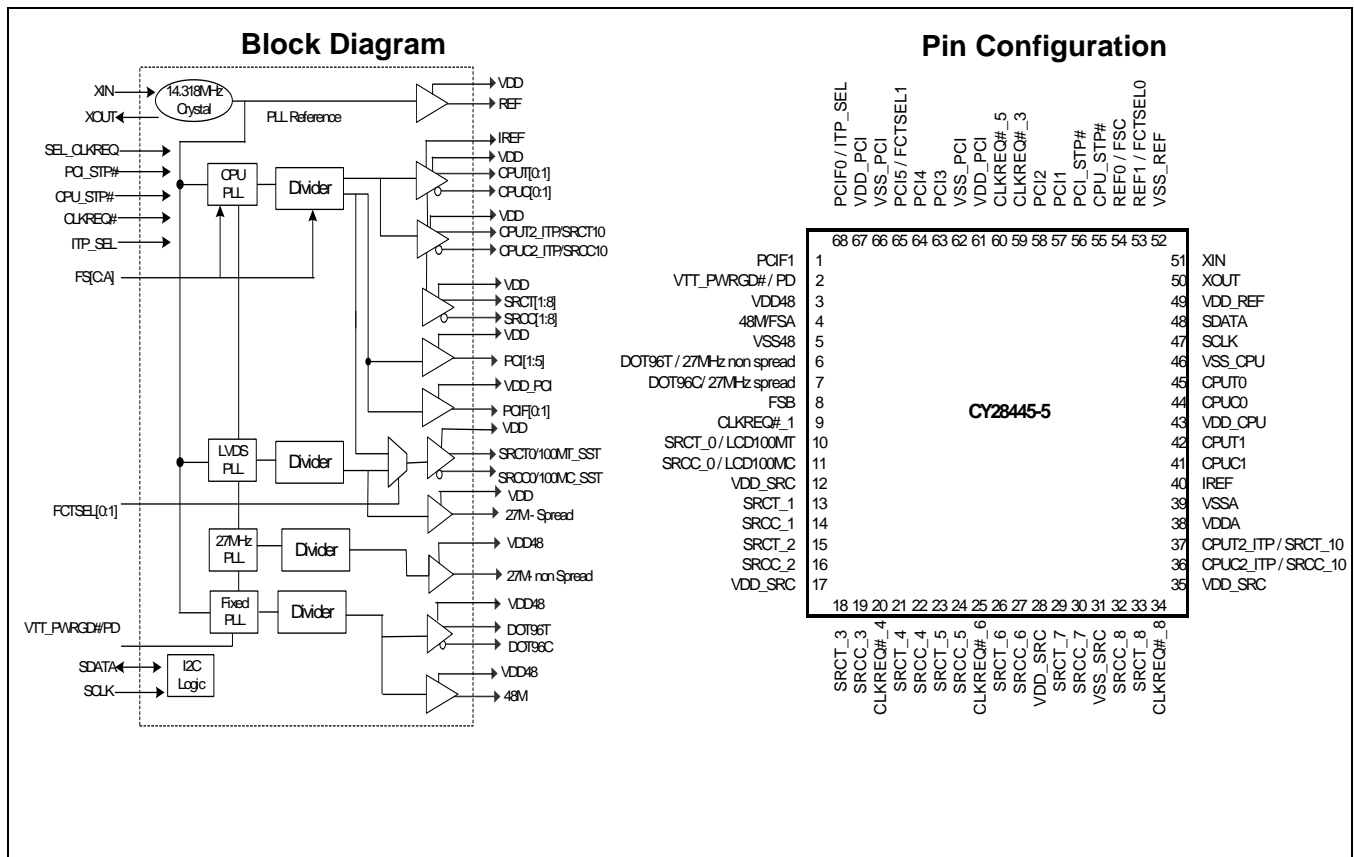 Block Diagram
XIN
XOUT
14.318MHz
Crystal
PLL Reference
SEL_CLKREQ
PCI_STP#
CPU_STP#
CLKREQ#
ITP_SEL
FS[C:A]
CPU
PLL
Divider
VDD
REF
IREF
VDD
CPUT[0:1]
CPUC[0:1]
VDD
CPUT2_ITP/SRCT10
CPUC2_ITP/SRCC10
VDD
SRCT[1:8]
SRCC[1:8]
VDD
PCI[1:5]
VDD_PCI
PCIF[0:1]
LVDS
PLL
Divider
VDD
SRCT0/100MT_SST
SRCC0/100MC_SST
FCTSEL[0:1]
VDD
27M - Spread
27MHz
PLL
Divider
VDD48
27M- non Spread
Fixed
PLL
Divider
VTT_PWRGD#/PD
VDD48
DOT96T
DOT96C
SDATA
SCLK
I2C
Logic
VDD48
48M
Pin Configuration
PCIF0 / ITP_SEL
VDD_PCI
VSS_PCI
PCI5 / FCTSEL1
PCI4
PCI3
VSS_PCI
VDD_PCI
CLKREQ#_5
CLKREQ#_3
PCI2
PCI1
PCI_STP#
CPU_STP#
REF0 / FSC
REF1 / FCTSEL0
VSS_REF
68 67 66 65 64 63 62 61 60 59 58 57 56 55 54 53 52
PCIF1 1
VTT_PWRGD# / PD 2
VDD48 3
48M/FSA 4
VSS48 5
DOT96T / 27MHz non spread 6
DOT96C/ 27MHz spread 7
FSB 8
CLKREQ#_1 9
SRCT_0 / LCD100MT 10
SRCC_0 / LCD100MC 11
VDD_SRC 12
SRCT_1 13
SRCC_1 14
SRCT_2 15
SRCC_2 16
VDD_SRC 17
CY28445-5
51 XIN
50 XOUT
49 VDD_REF
48 SDATA
47 SCLK
46 VSS_CPU
45 CPUT0
44 CPUC0
43 VDD_CPU
42 CPUT1
41 CPUC1
40 IREF
39 VSSA
38 VDDA
37 CPUT2_ITP / SRCT_10
36 CPUC2_ITP / SRCC_10
35 VDD_SRC
18 19 20 21 22 23 24 25 26 27 28 29 30 31 32 33 34
SRCT_3
SRCC_3
CLKREQ#_4
SRCT_4
SRCC_4
SRCT_5
SRCC_5
CLKREQ#_6
SRCT_6
SRCC_6
VDD_SRC
SRCT_7
SRCC_7
VSS_SRC
SRCC_8
SRCT_8
CLKREQ#_8